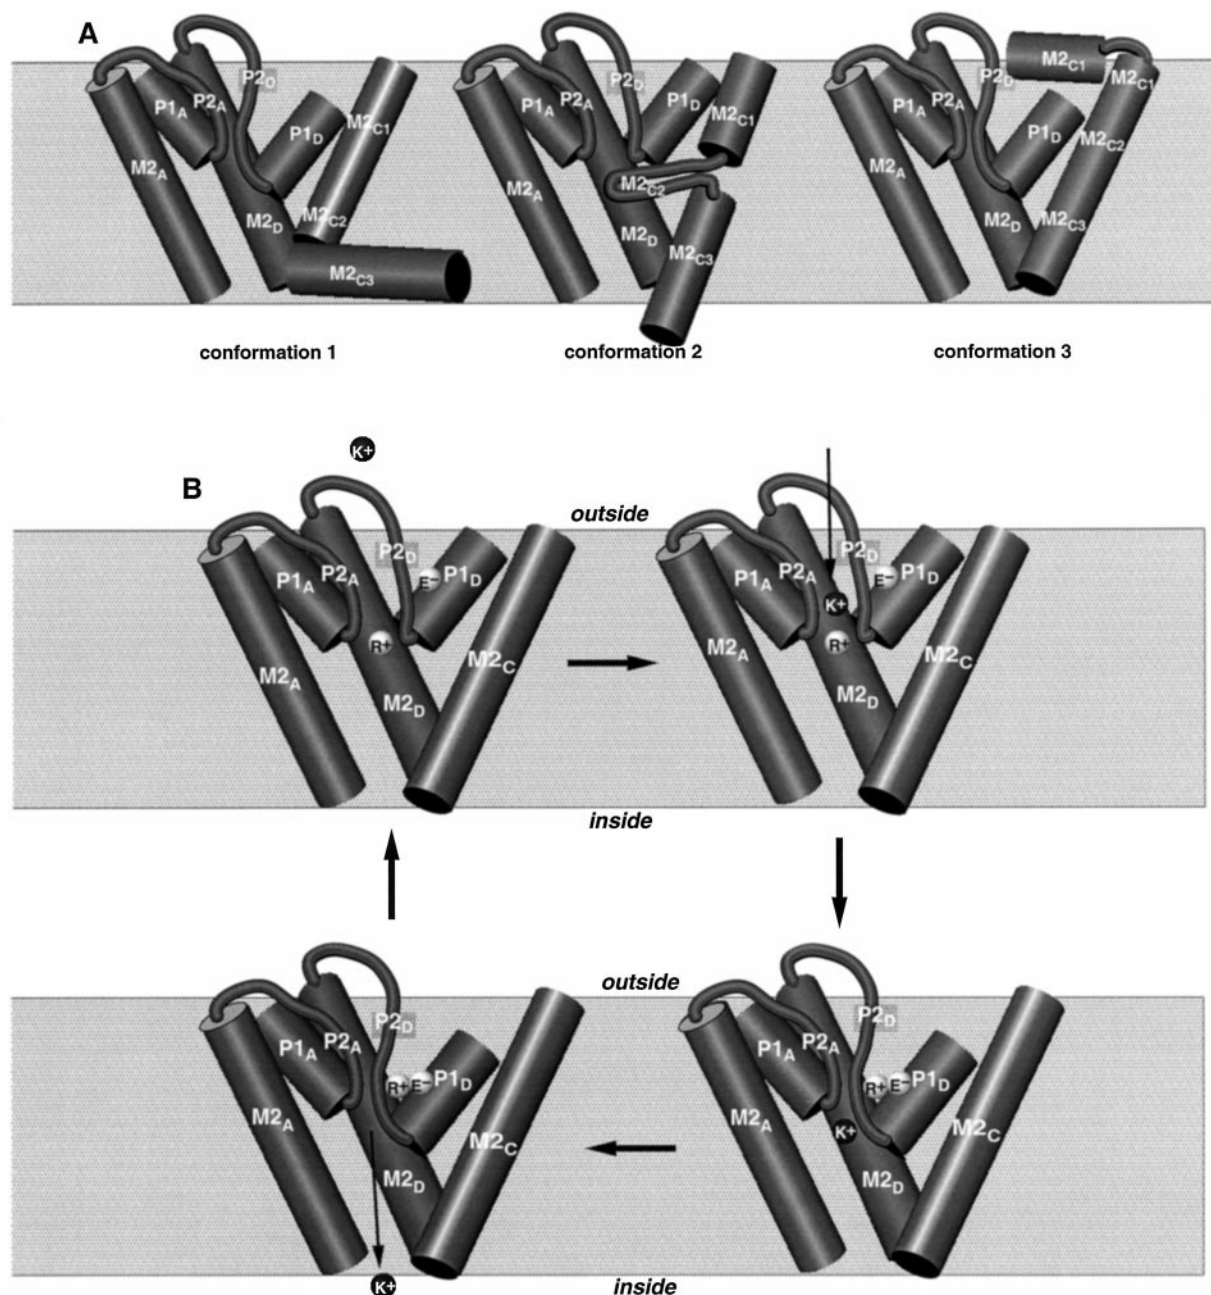 A
P2D
M2C1
P1A
P2A
P1D
M2A
M2C2
M2D
M2C3
conformation 1
P2D
P2A
P1D
P1A
M2C1
M2A
M2C2
M2D
M2C3
conformation 2
M2C1
P2D
M2C1
P1A
P2A
P1D
M2C2
M2A
M2D
M2C3
conformation 3
B
K+
outside
P2D
P1A
P2A
E−
P1D
R+
M2A
M2C
M2D
P2D
P1A
P2A
E−
P1D
K+
R+
M2A
M2C
M2D
inside
outside
P2D
P1A
P2A
R+
E−
P1D
M2A
M2C
M2D
K+
P2D
P1A
P2A
R+
E−
P1D
M2A
K+
M2C
M2D
inside